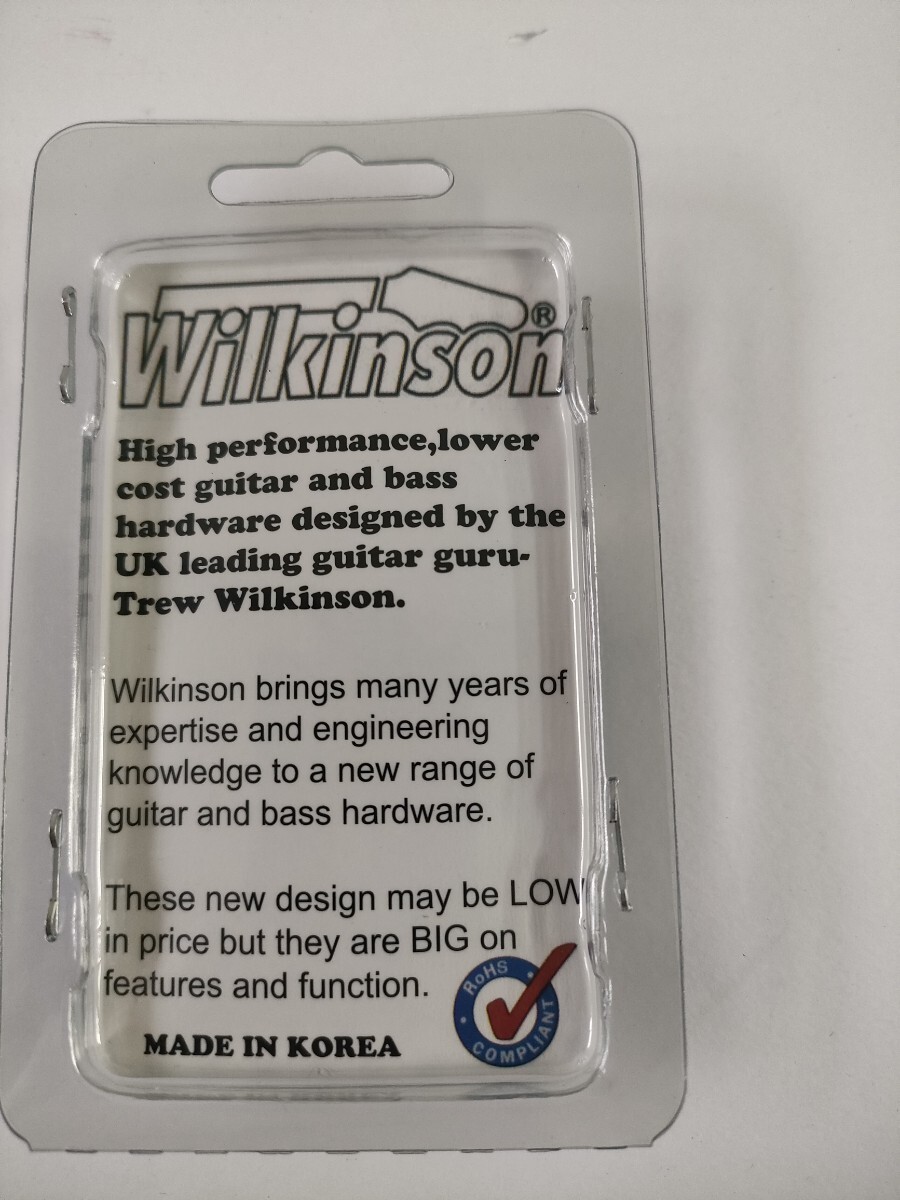 Wilkinson®
High performance,lower
cost guitar and bass
hardware designed by the
UK leading guitar guru-
Trew Wilkinson.
Wilkinson brings many years of
expertise and engineering
knowledge to a new range of
guitar and bass hardware.
These new design may be LOW
in price but they are BIG on
features and function.
RoHS
COMPLIANT
MADE IN KOREA